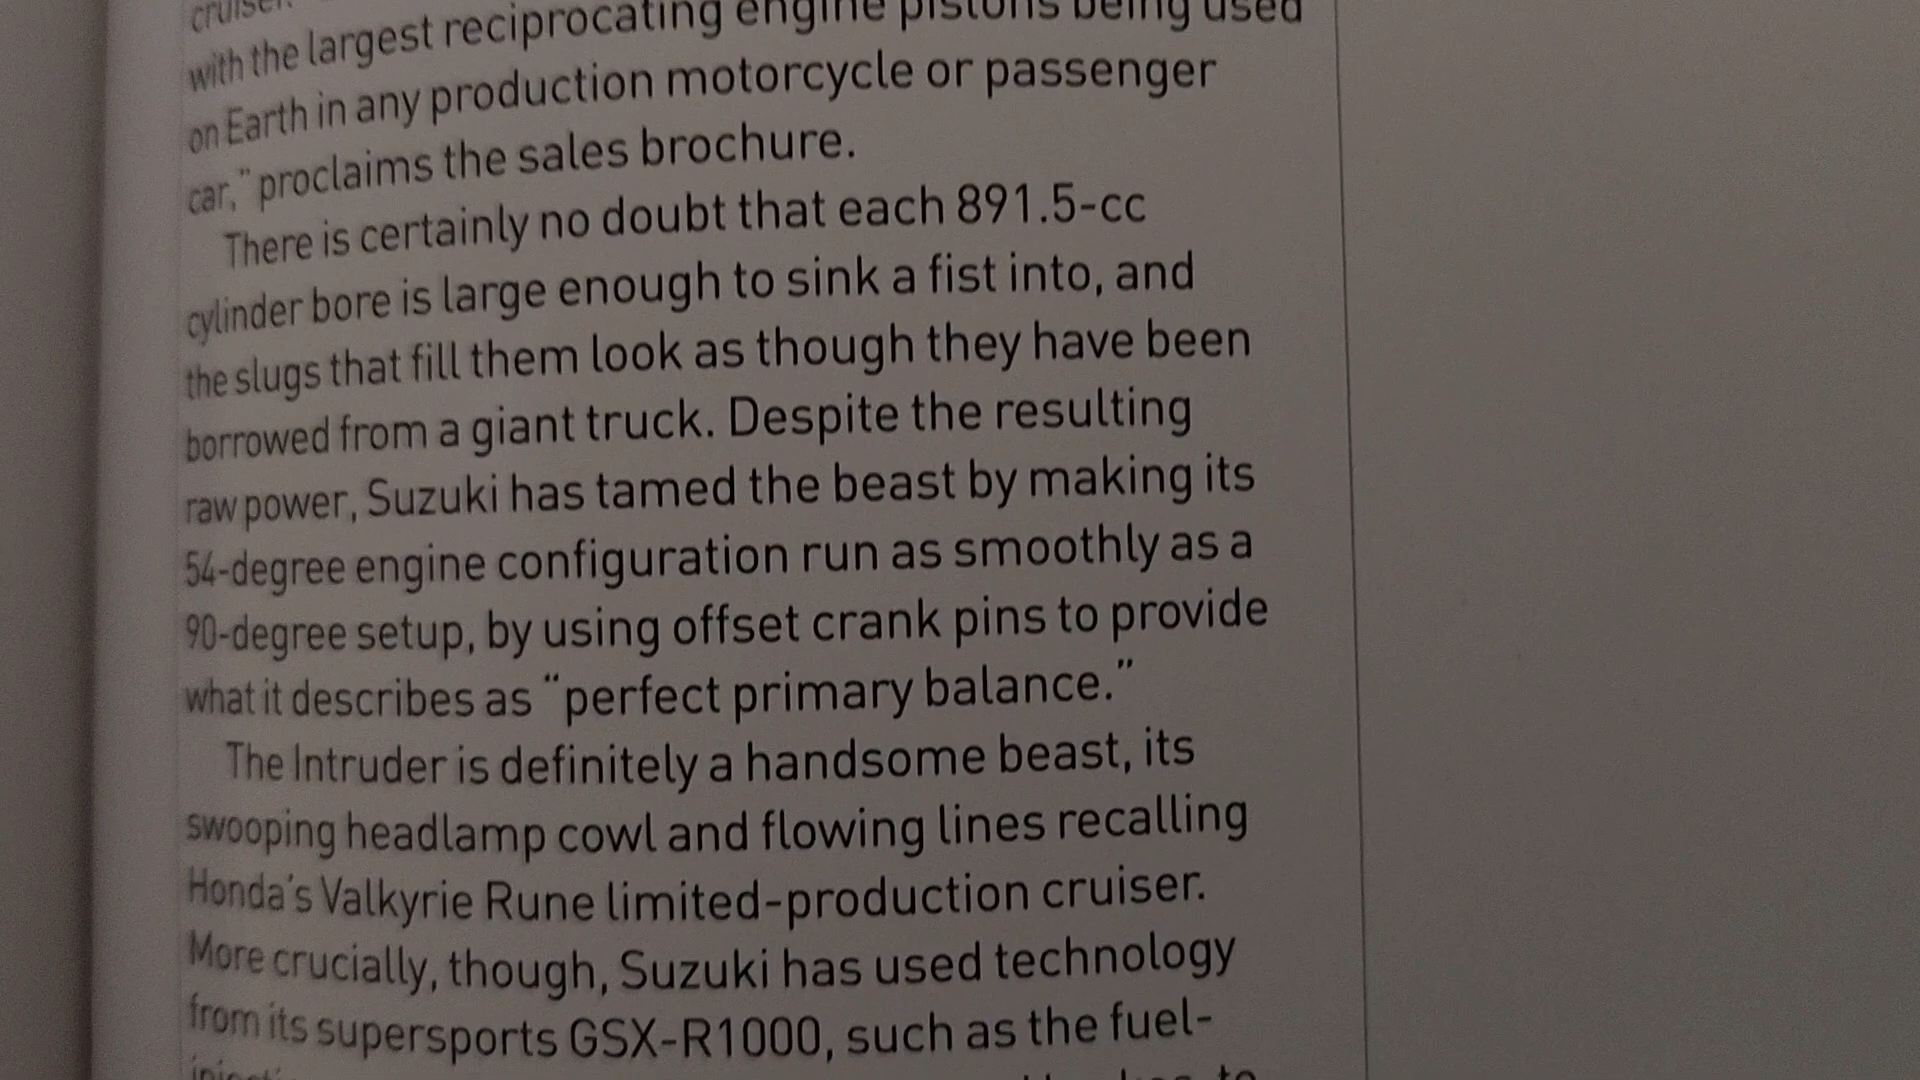 cruiser.
with the largest reciprocating engine pistons being used
on Earth in any production motorcycle or passenger
car,” proclaims the sales brochure.
There is certainly no doubt that each 891.5-cc
cylinder bore is large enough to sink a fist into, and
the slugs that fill them look as though they have been
borrowed from a giant truck. Despite the resulting
raw power, Suzuki has tamed the beast by making its
54-degree engine configuration run as smoothly as a
90-degree setup, by using offset crank pins to provide
what it describes as “perfect primary balance.”
The Intruder is definitely a handsome beast, its
swooping headlamp cowl and flowing lines recalling
Honda’s Valkyrie Rune limited-production cruiser.
More crucially, though, Suzuki has used technology
from its supersports GSX-R1000, such as the fuel-
to